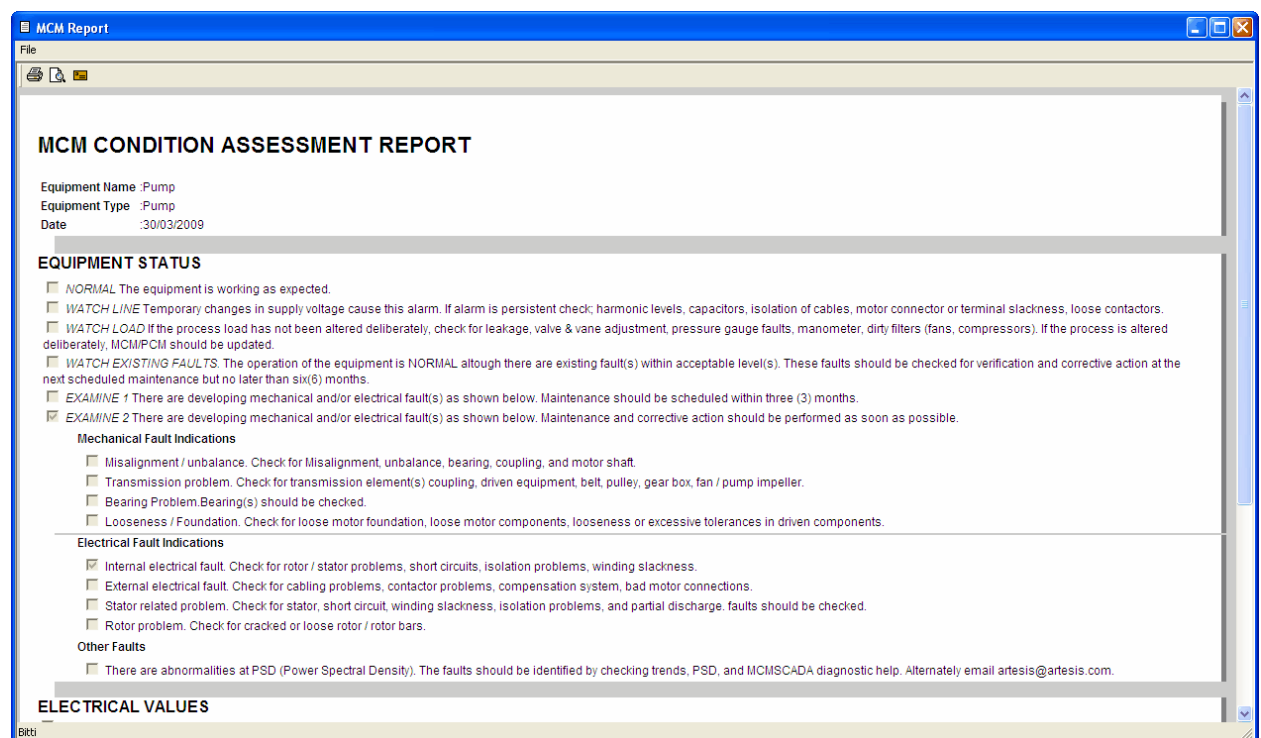 MCM Report
File
MCM CONDITION ASSESSMENT REPORT
Equipment Name :Pump
Equipment Type :Pump
Date :30/03/2009
EQUIPMENT STATUS
NORMAL The equipment is working as expected.
WATCH LINE Temporary changes in supply voltage cause this alarm. If alarm is persistent check; harmonic levels, capacitors, isolation of cables, motor connector or terminal slackness, loose contactors.
WATCH LOAD If the process load has not been altered deliberately, check for leakage, valve & vane adjustment, pressure gauge faults, manometer, dirty filters (fans, compressors). If the process is altered
deliberately, MCM/PCM should be updated.
WATCH EXISTING FAULTS. The operation of the equipment is NORMAL altough there are existing fault(s) within acceptable level(s). These faults should be checked for verification and corrective action at the
next scheduled maintenance but no later than six(6) months.
EXAMINE 1 There are developing mechanical and/or electrical fault(s) as shown below. Maintenance should be scheduled within three (3) months.
EXAMINE 2 There are developing mechanical and/or electrical fault(s) as shown below. Maintenance and corrective action should be performed as soon as possible.
Mechanical Fault Indications
Misalignment / unbalance. Check for Misalignment, unbalance, bearing, coupling, and motor shaft.
Transmission problem. Check for transmission element(s) coupling, driven equipment, belt, pulley, gear box, fan / pump impeller.
Bearing Problem.Bearing(s) should be checked.
Looseness / Foundation. Check for loose motor foundation, loose motor components, looseness or excessive tolerances in driven components.
Electrical Fault Indications
Internal electrical fault. Check for rotor / stator problems, short circuits, isolation problems, winding slackness.
External electrical fault. Check for cabling problems, contactor problems, compensation system, bad motor connections.
Stator related problem. Check for stator, short circuit, winding slackness, isolation problems, and partial discharge. faults should be checked.
Rotor problem. Check for cracked or loose rotor / rotor bars.
Other Faults
There are abnormalities at PSD (Power Spectral Density). The faults should be identified by checking trends, PSD, and MCMSCADA diagnostic help. Alternately email artesis@artesis.com.
ELECTRICAL VALUES
Bitti